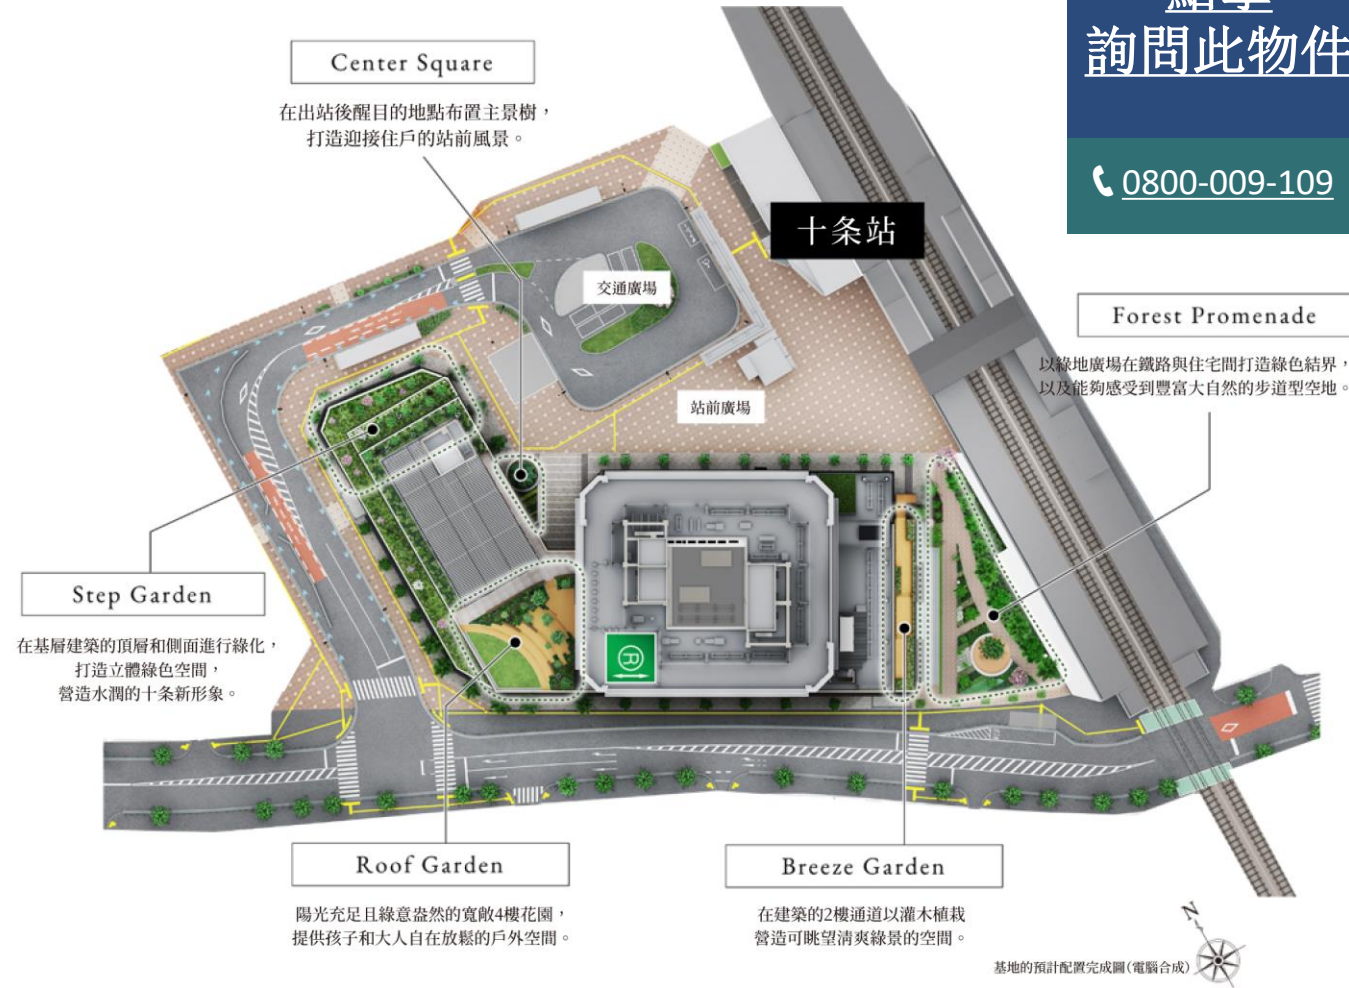 點擊
詢問此物件
0800-009-109
Center Square
在出站後醒目的地點布置主景樹，
打造迎接住戶的站前風景。
十条站
交通廣場
站前廣場
Forest Promenade
以綠地廣場在鐵路與住宅間打造綠色結界，
以及能夠感受到豐富大自然的步道型空地。
Step Garden
在基層建築的頂層和側面進行綠化，
打造立體綠色空間，
營造水潤的十条新形象。
R
Roof Garden
陽光充足且綠意盎然的寬敞4樓花園，
提供孩子和大人自在放鬆的戶外空間。
Breeze Garden
在建築的2樓通道以灌木植栽
營造可眺望清爽綠景的空間。
N
基地的預計配置完成圖(電腦合成)